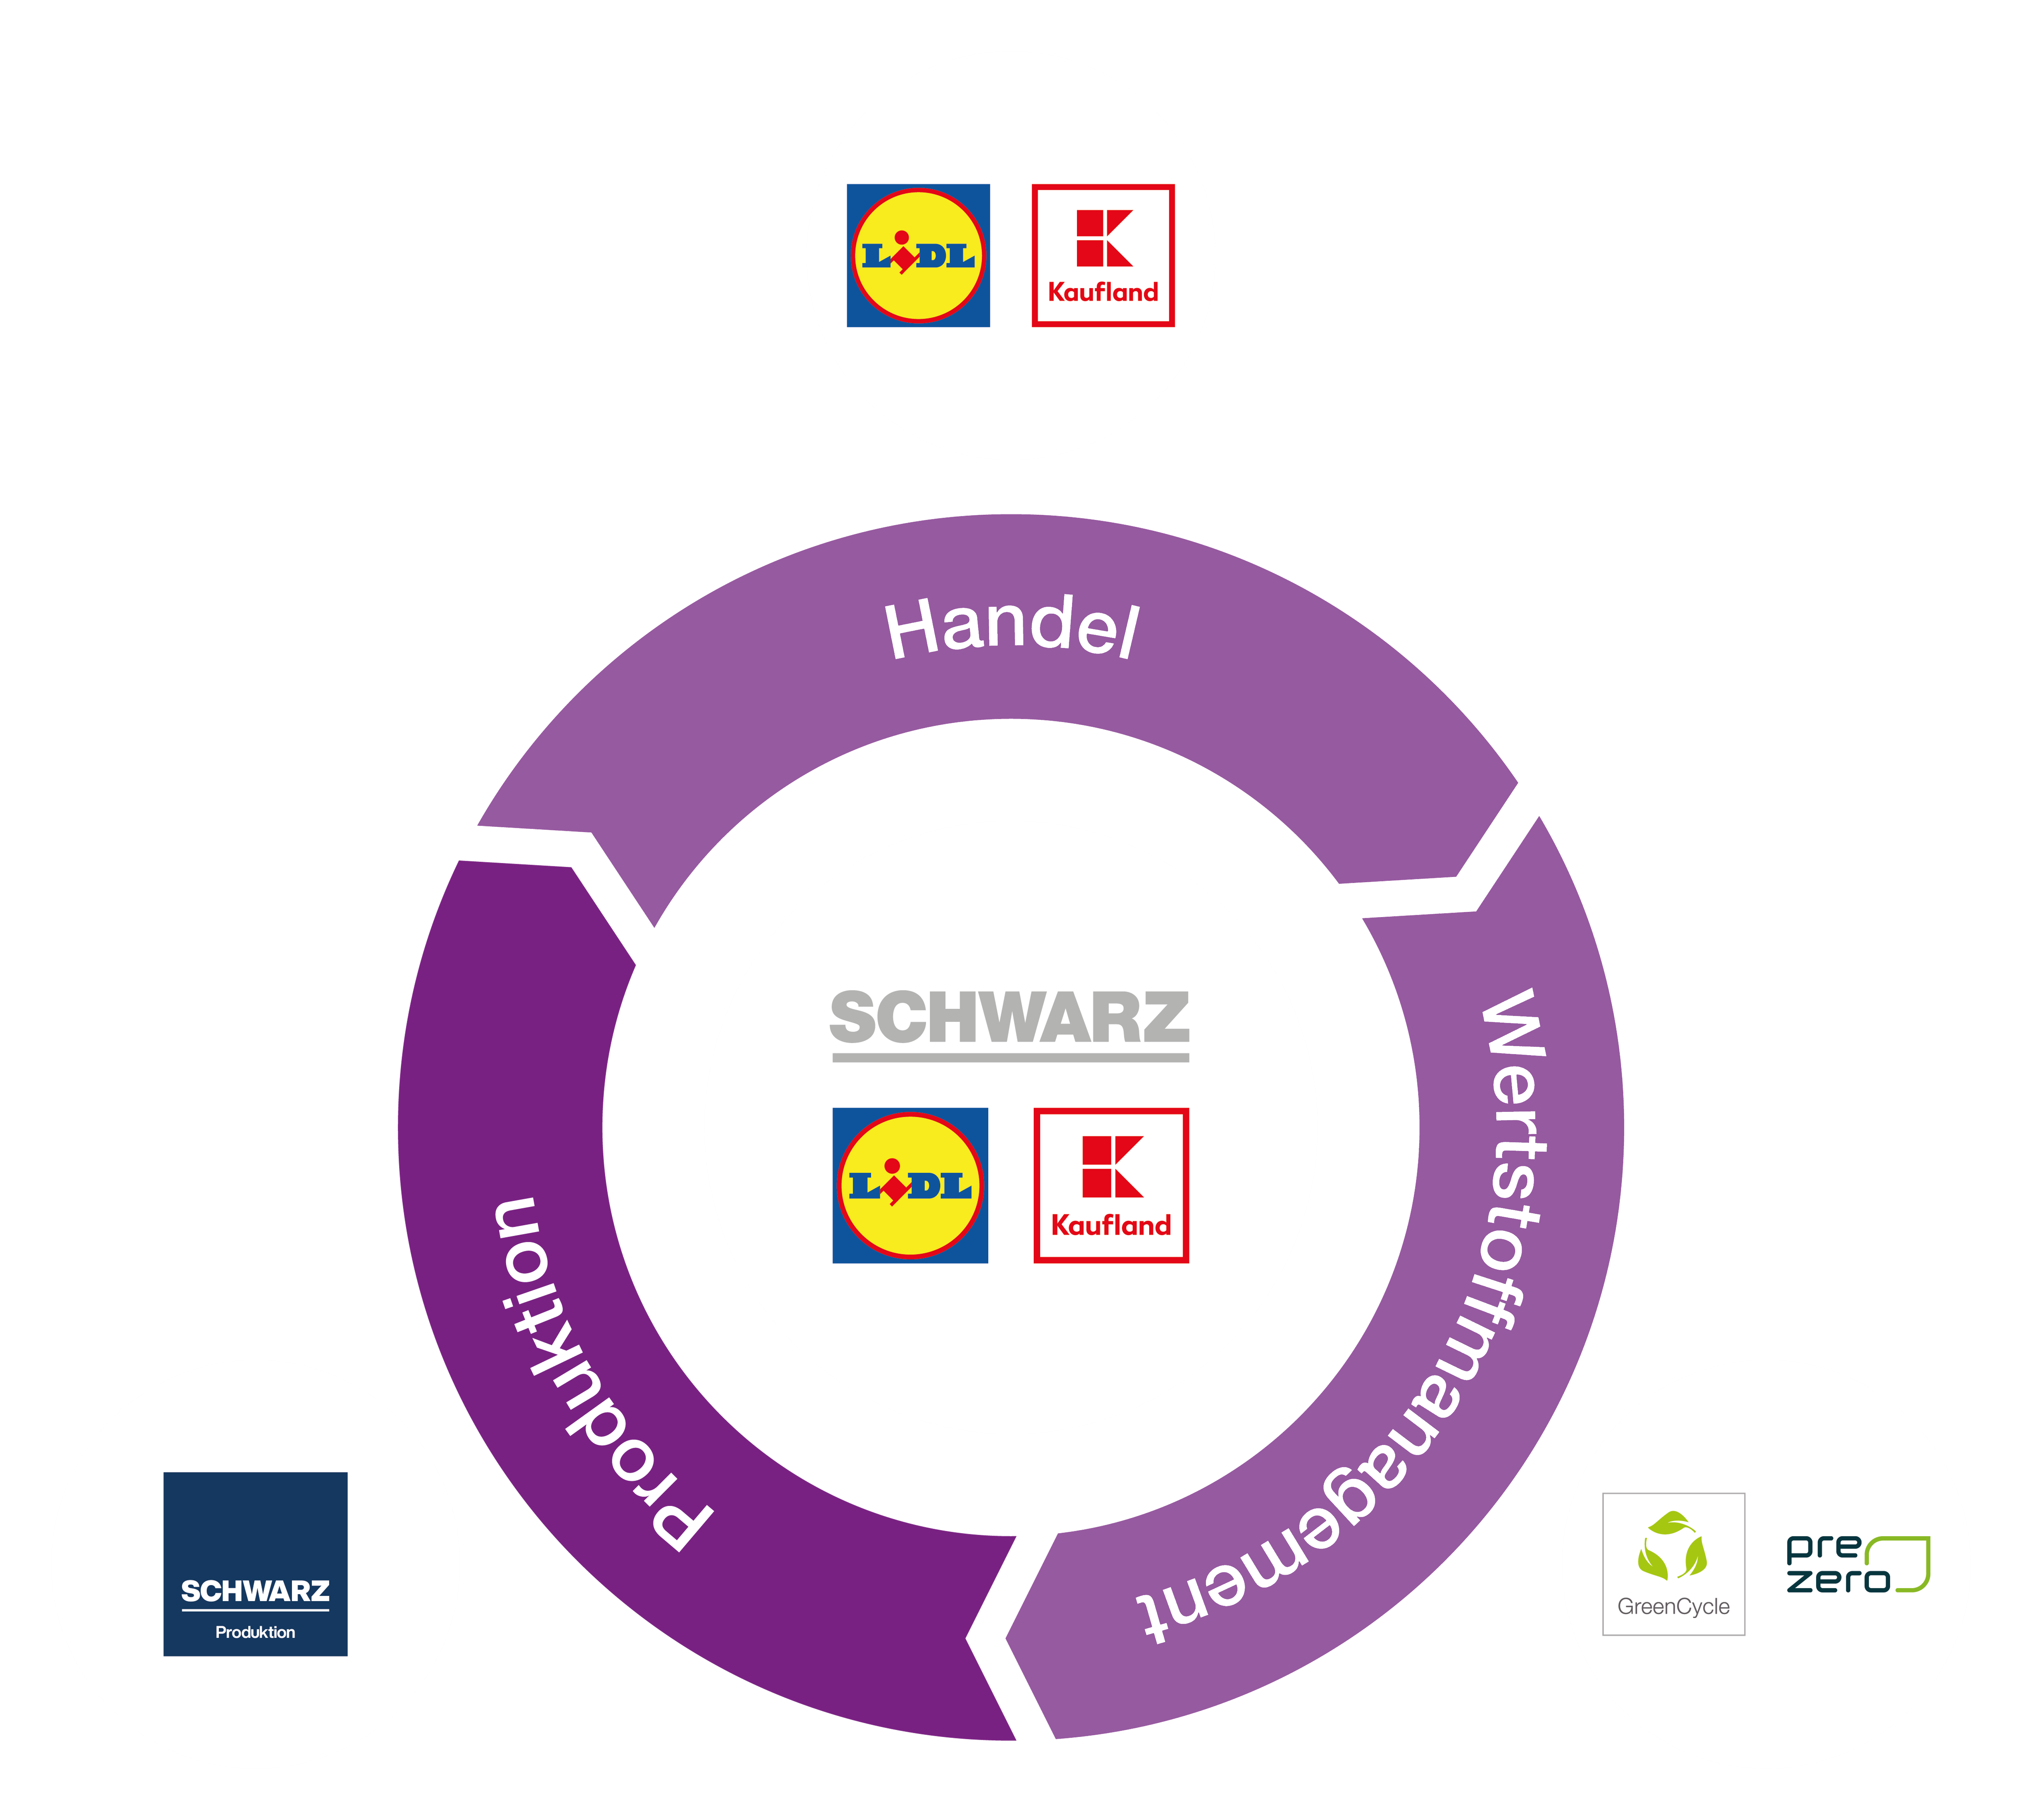 LIDL
Kaufland
Handel
SCHWARZ
LIDL
Kaufland
Wertstoffmanagement
Produktion
SCHWARZ
Produktion
GreenCycle
pre
zero